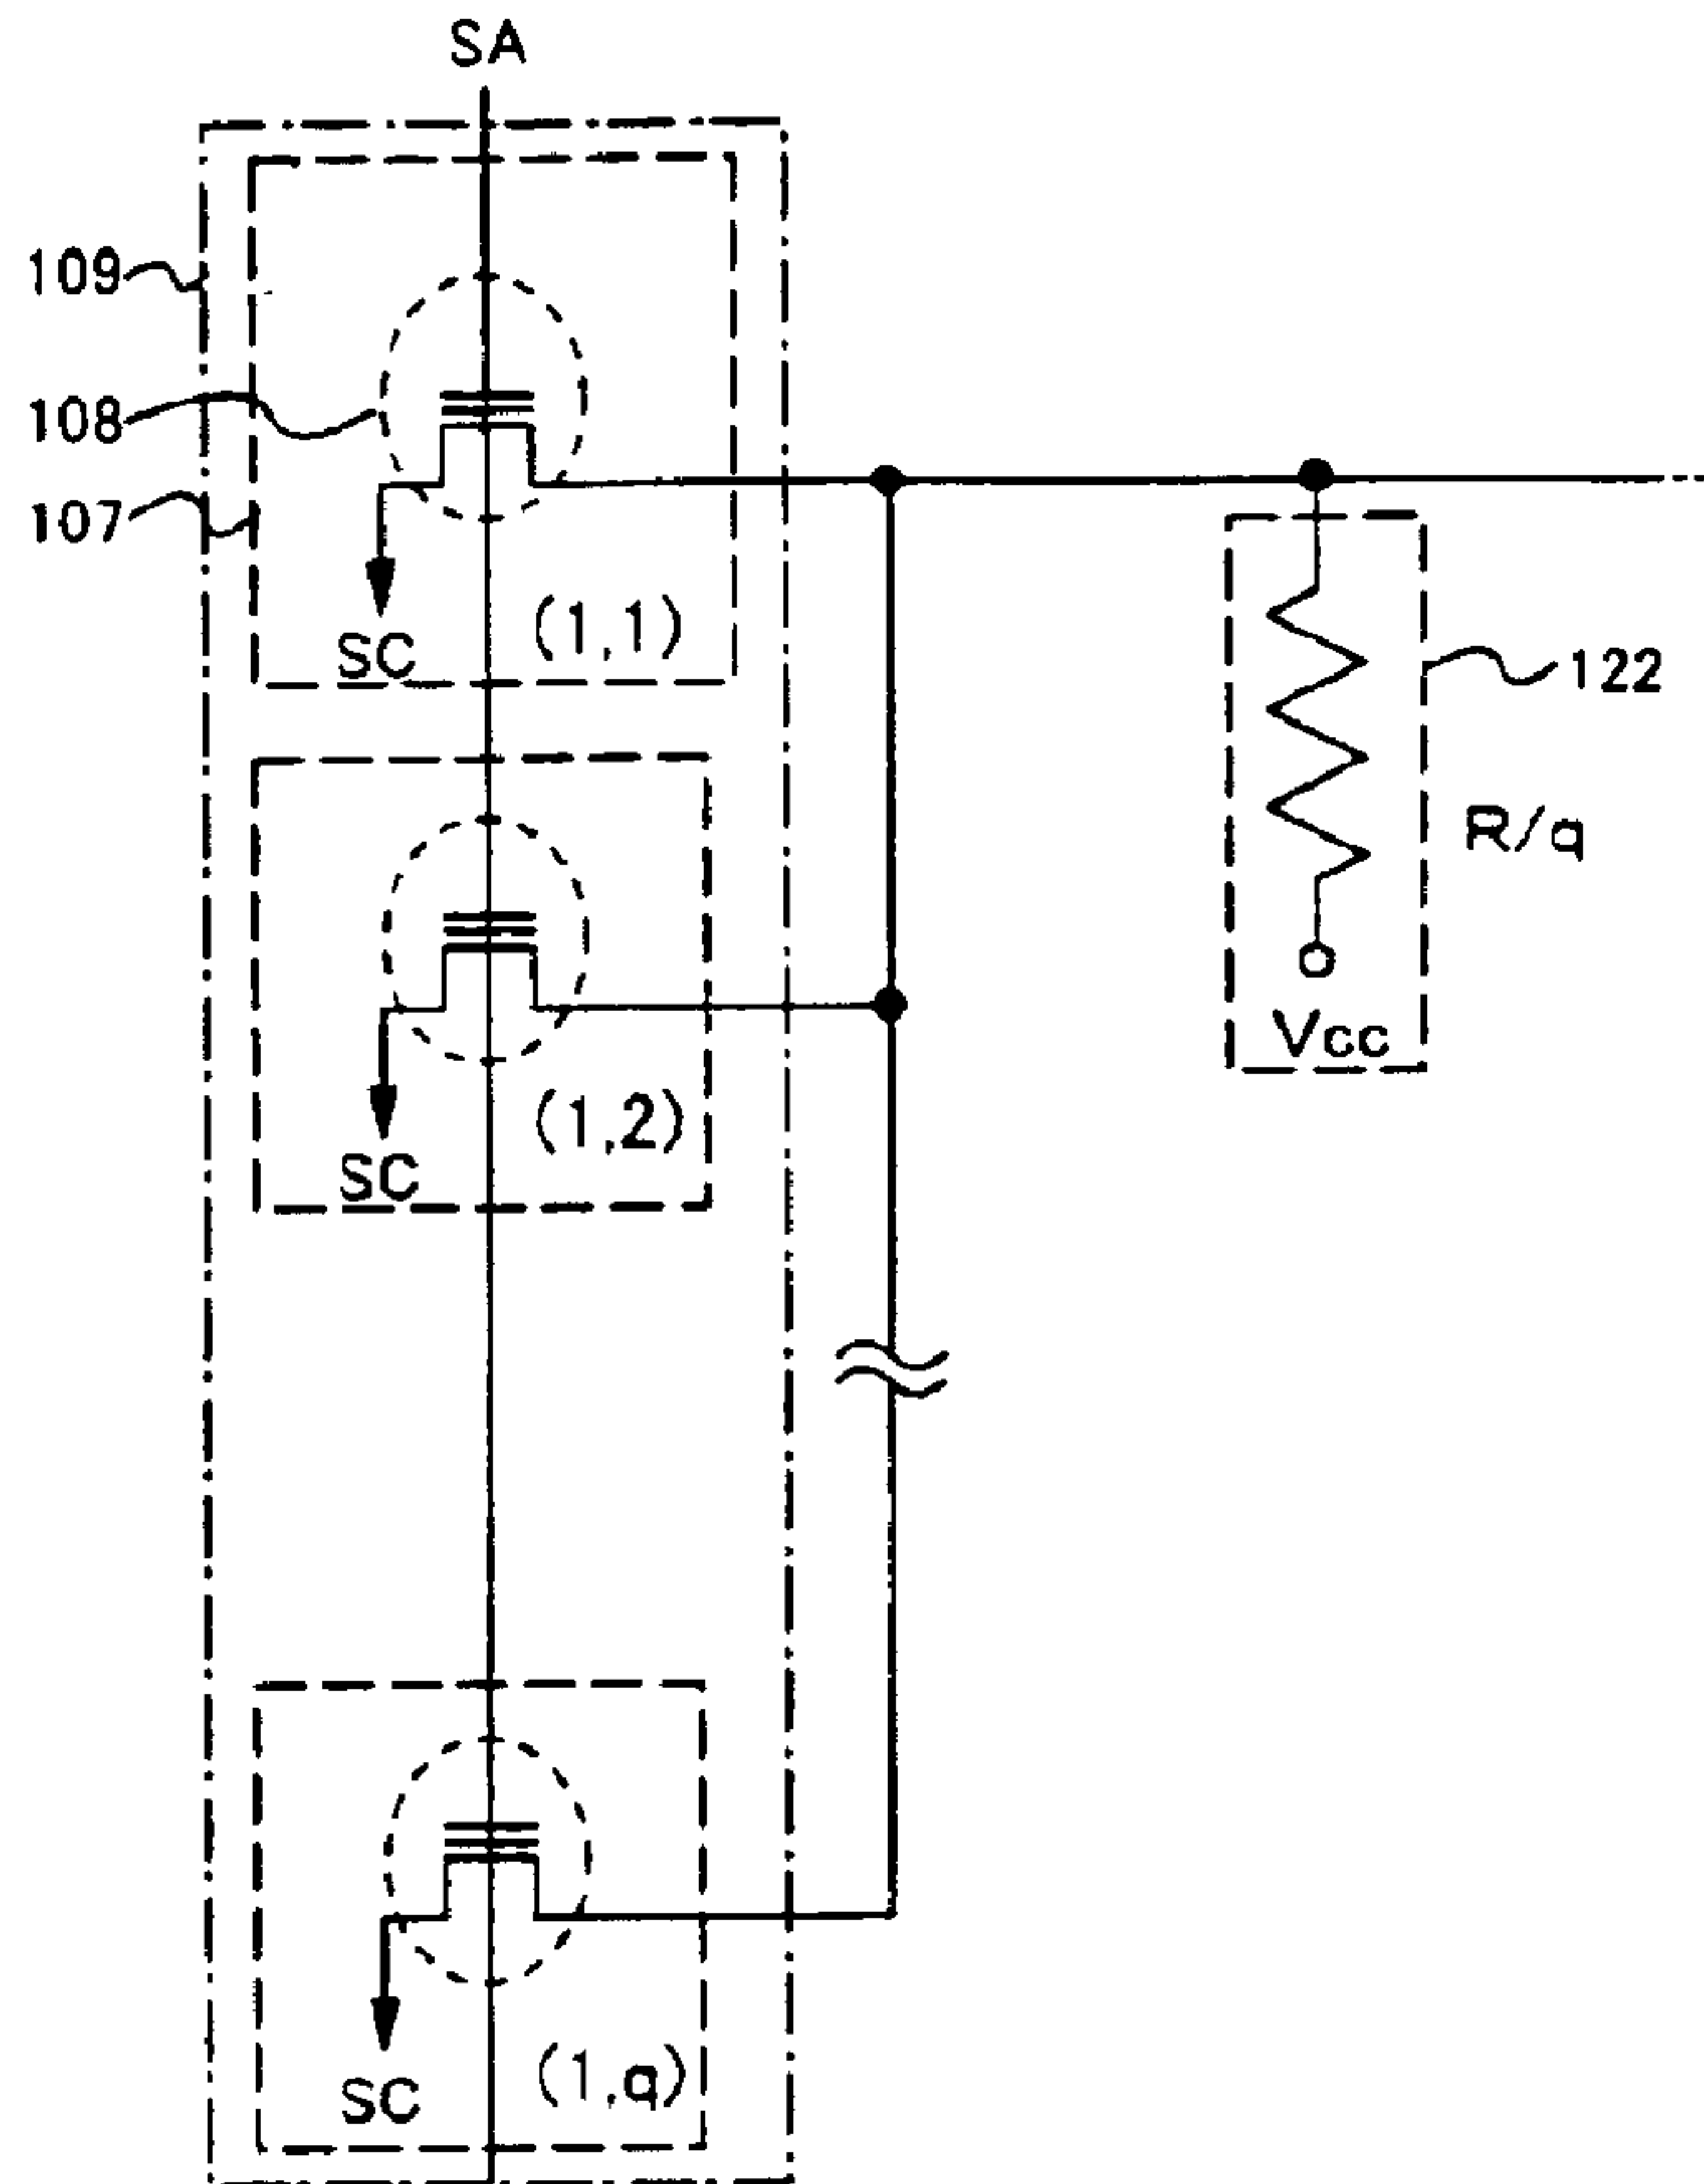 SA
109
108
107
SC
(1,1)
122
R/q
Vcc
(1,2)
SC
(1,q)
SC